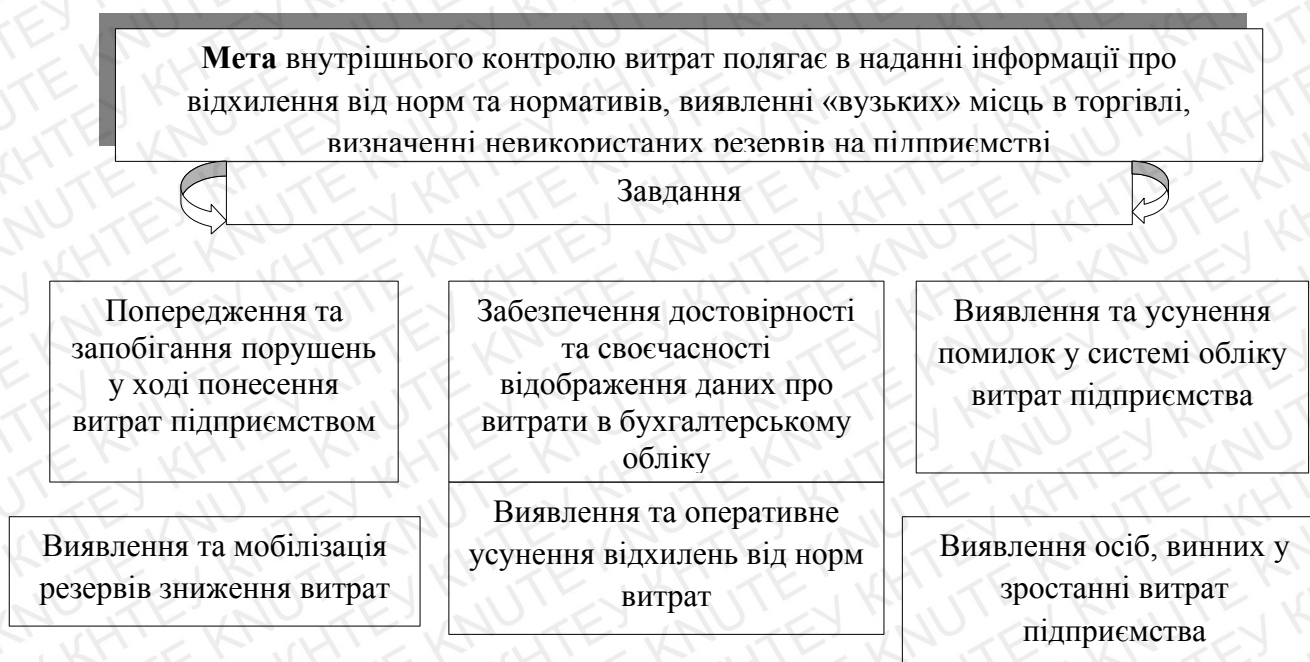 Мета внутрішнього контролю витрат полягає в наданні інформації про
відхилення від норм та нормативів, виявленні «вузьких» місць в торгівлі,
визначенні невикористаних резервів на підприємстві
Завдання
Попередження та
запобігання порушень
у ході понесення
витрат підприємством
Забезпечення достовірності
та своєчасності
відображення даних про
витрати в бухгалтерському
обліку
Виявлення та усунення
помилок у системі обліку
витрат підприємства
Виявлення та мобілізація
резервів зниження витрат
Виявлення та оперативне
усунення відхилень від норм
витрат
Виявлення осіб, винних у
зростанні витрат
підприємства